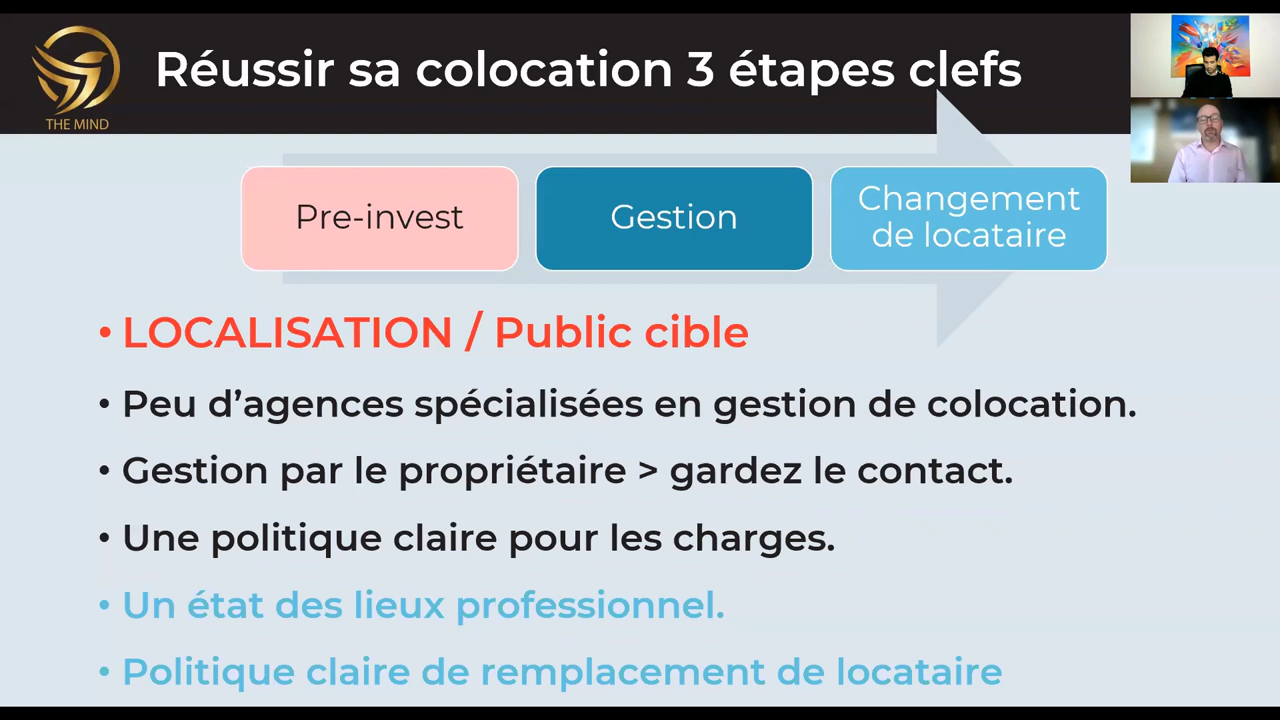 Réussir sa colocation 3 étapes clefs
THE MIND
Pre-invest
Gestion
Changement
de locataire
• LOCALISATION / Public cible
• Peu d’agences spécialisées en gestion de colocation.
• Gestion par le propriétaire > gardez le contact.
• Une politique claire pour les charges.
• Un état des lieux professionnel.
• Politique claire de remplacement de locataire